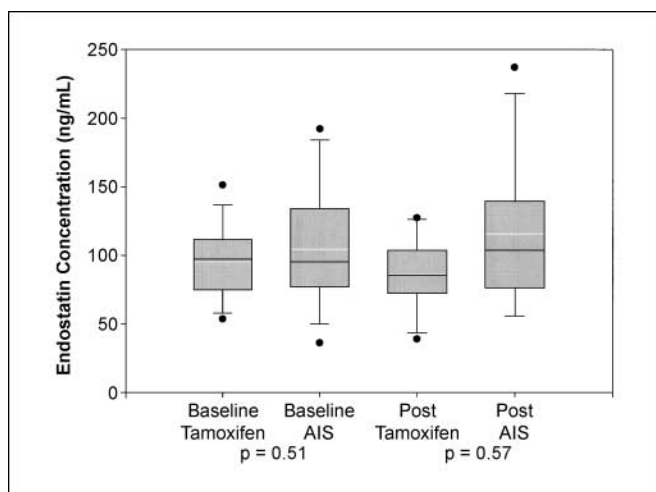 Endostatin Concentration (ng/mL)
250
200
150
100
50
0
Baseline Tamoxifen
Baseline AIS
Post Tamoxifen
Post AIS
p = 0.51
p = 0.57